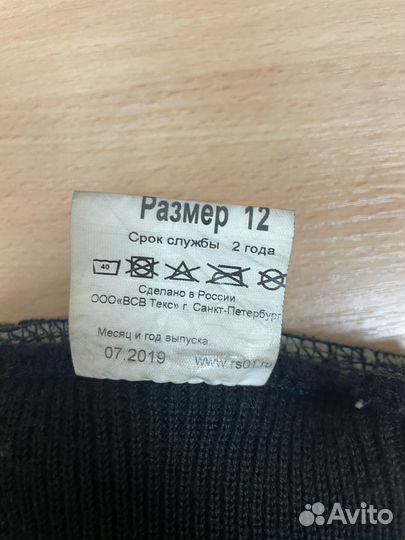 Размер 12
Срок службы 2 года
40
Сделано в России
ООО«ВСВ Текс» г. Санкт-Петербург
Месяц и год выпуска
07.2019 www.rs01.ru
Avito